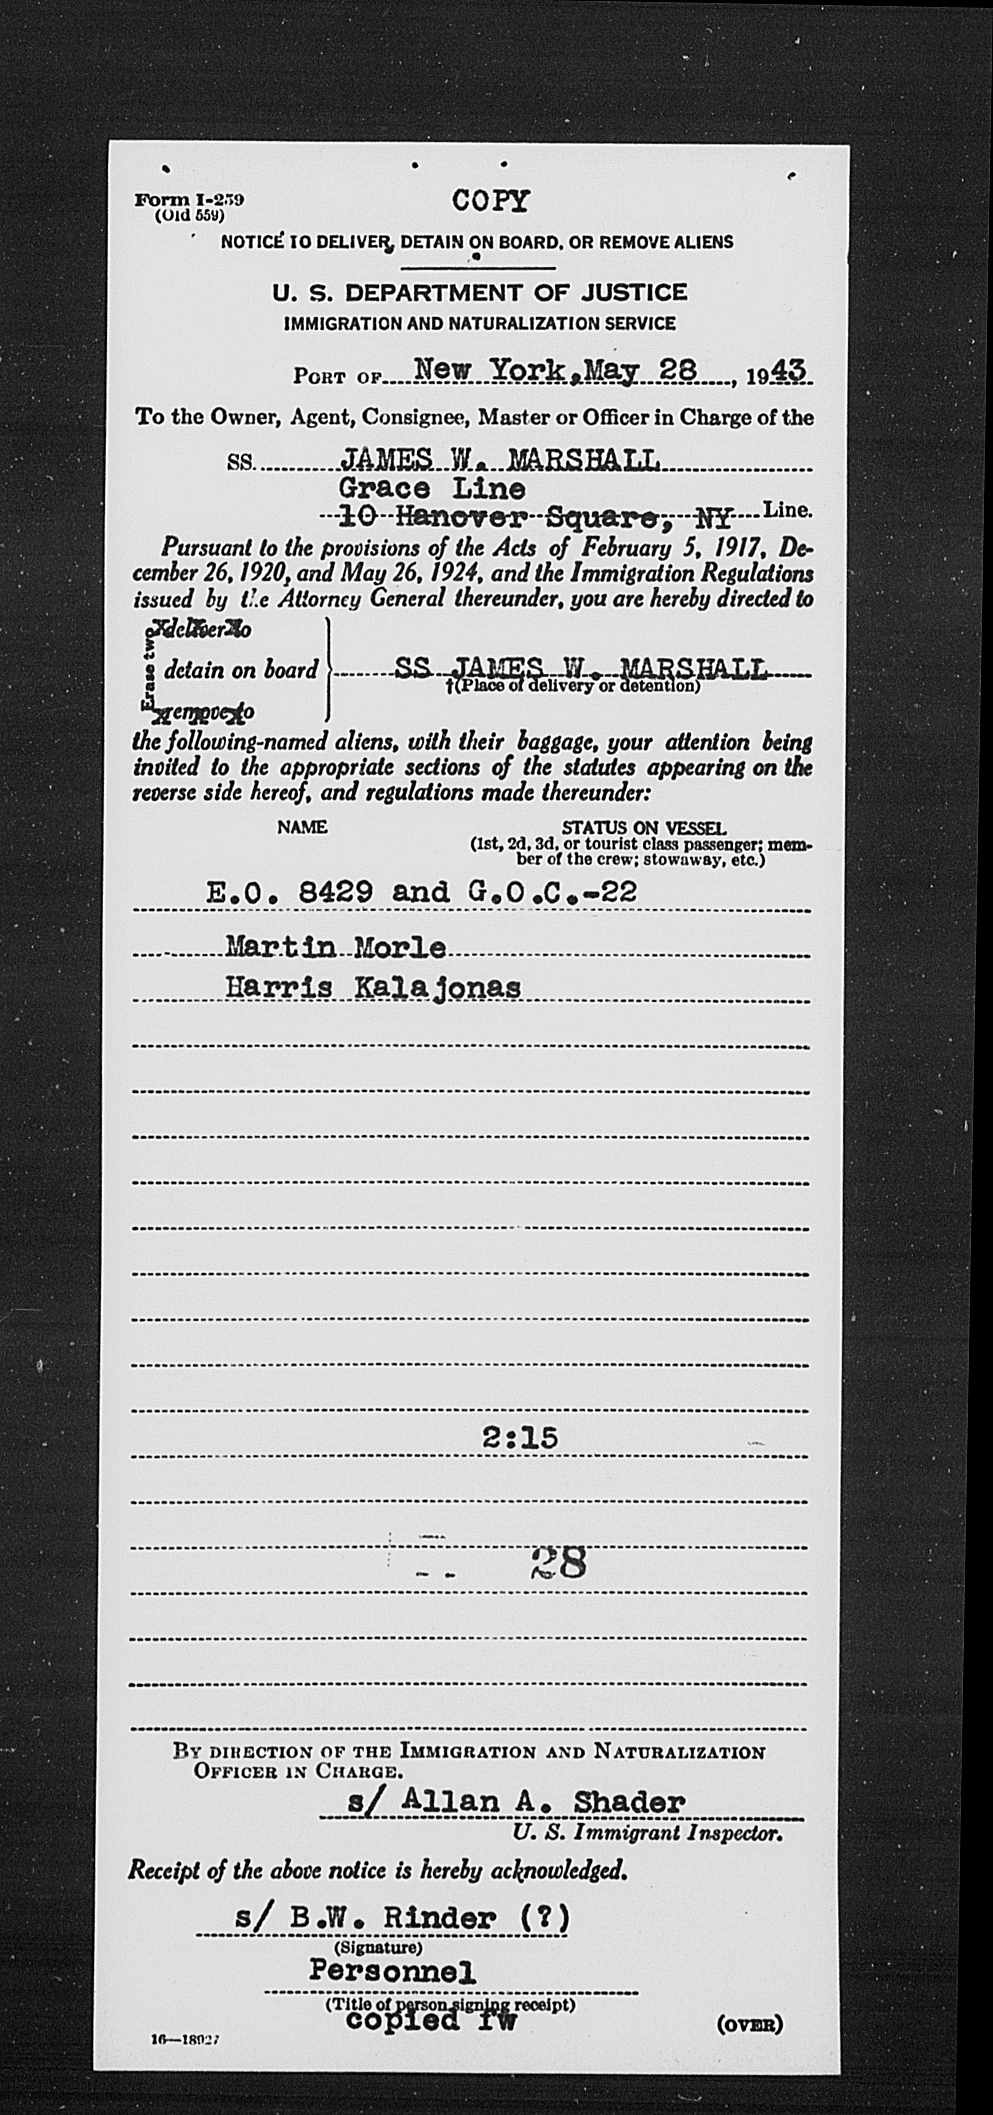 Form I-259
(Old 559)
COPY
NOTICE TO DELIVER, DETAIN ON BOARD, OR REMOVE ALIENS
U. S. DEPARTMENT OF JUSTICE
IMMIGRATION AND NATURALIZATION SERVICE
PORT OF New York, May 28, 1943.
To the Owner, Agent, Consignee, Master or Officer in Charge of the
SS. JAMES W. MARSHALL
Grace Line
10 Hanover Square, NY Line.
Pursuant to the provisions of the Acts of February 5, 1917, De-
cember 26, 1920, and May 26, 1924, and the Immigration Regulations
issued by the Attorney General thereunder, you are hereby directed to
deliver to
Erase two
detain on board
SS JAMES W. MARSHALL
†(Place of delivery or detention)
remove to
the following-named aliens, with their baggage, your attention being
invited to the appropriate sections of the statutes appearing on the
reverse side hereof, and regulations made thereunder:
NAME STATUS ON VESSEL
(1st, 2d, 3d, or tourist class passenger; mem-
ber of the crew; stowaway, etc.)
E.O. 8429 and G.O.C.-22
Martin Morle
Harris Kalajonas
2:15
28
BY DIRECTION OF THE IMMIGRATION AND NATURALIZATION
OFFICER IN CHARGE.
s/ Allan A. Shader
U. S. Immigrant Inspector.
Receipt of the above notice is hereby acknowledged.
s/ B.W. Rinder (?)
(Signature)
Personnel
(Title of person signing receipt)
copied fw
(OVER)
16—18927